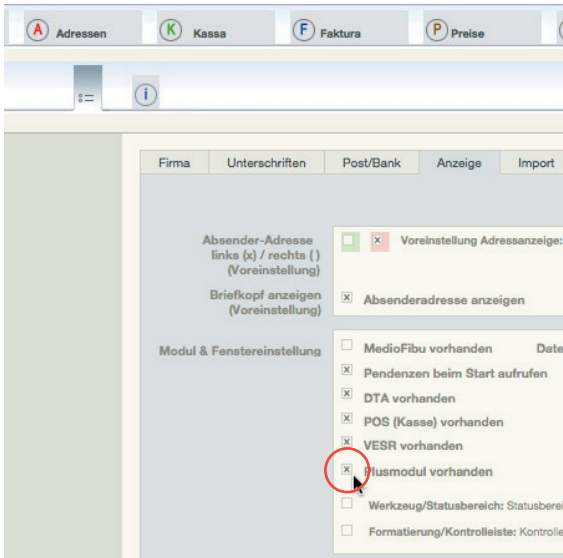 A Adressen K Kassa F Faktura P Preise
i
Firma Unterschriften Post/Bank Anzeige Import
Absender-Adresse
links (x) / rechts ( )
(Voreinstellung)
x Voreinstellung Adressanzeige:
Briefkopf anzeigen
(Voreinstellung)
x Absenderadresse anzeigen
Modul & Fenstereinstellung
MedioFibu vorhanden Date
x Pendenzen beim Start aufrufen
x DTA vorhanden
x POS (Kasse) vorhanden
x VESR vorhanden
x Plusmodul vorhanden
Werkzeug/Statusbereich: Statusberei
Formatierung/Kontrolleiste: Kontrolle